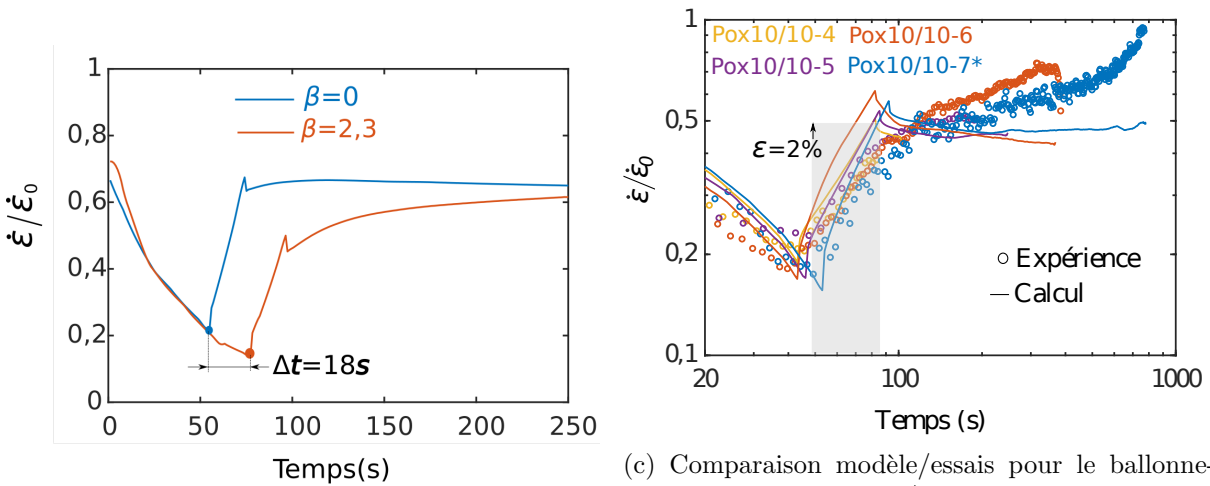 1
0,8
0,6
0,4
0,2
0
ε̇/ε̇₀
β=0
β=2,3
Δt=18s
0 50 100 150 200 250
Temps(s)
1
0,5
0,2
0,1
ε̇/ε̇₀
Pox10/10-4 Pox10/10-6
Pox10/10-5 Pox10/10-7*
ε=2%
Expérience
Calcul
20 100 1000
Temps (s)
(c) Comparaison modèle/essais pour le ballonne-